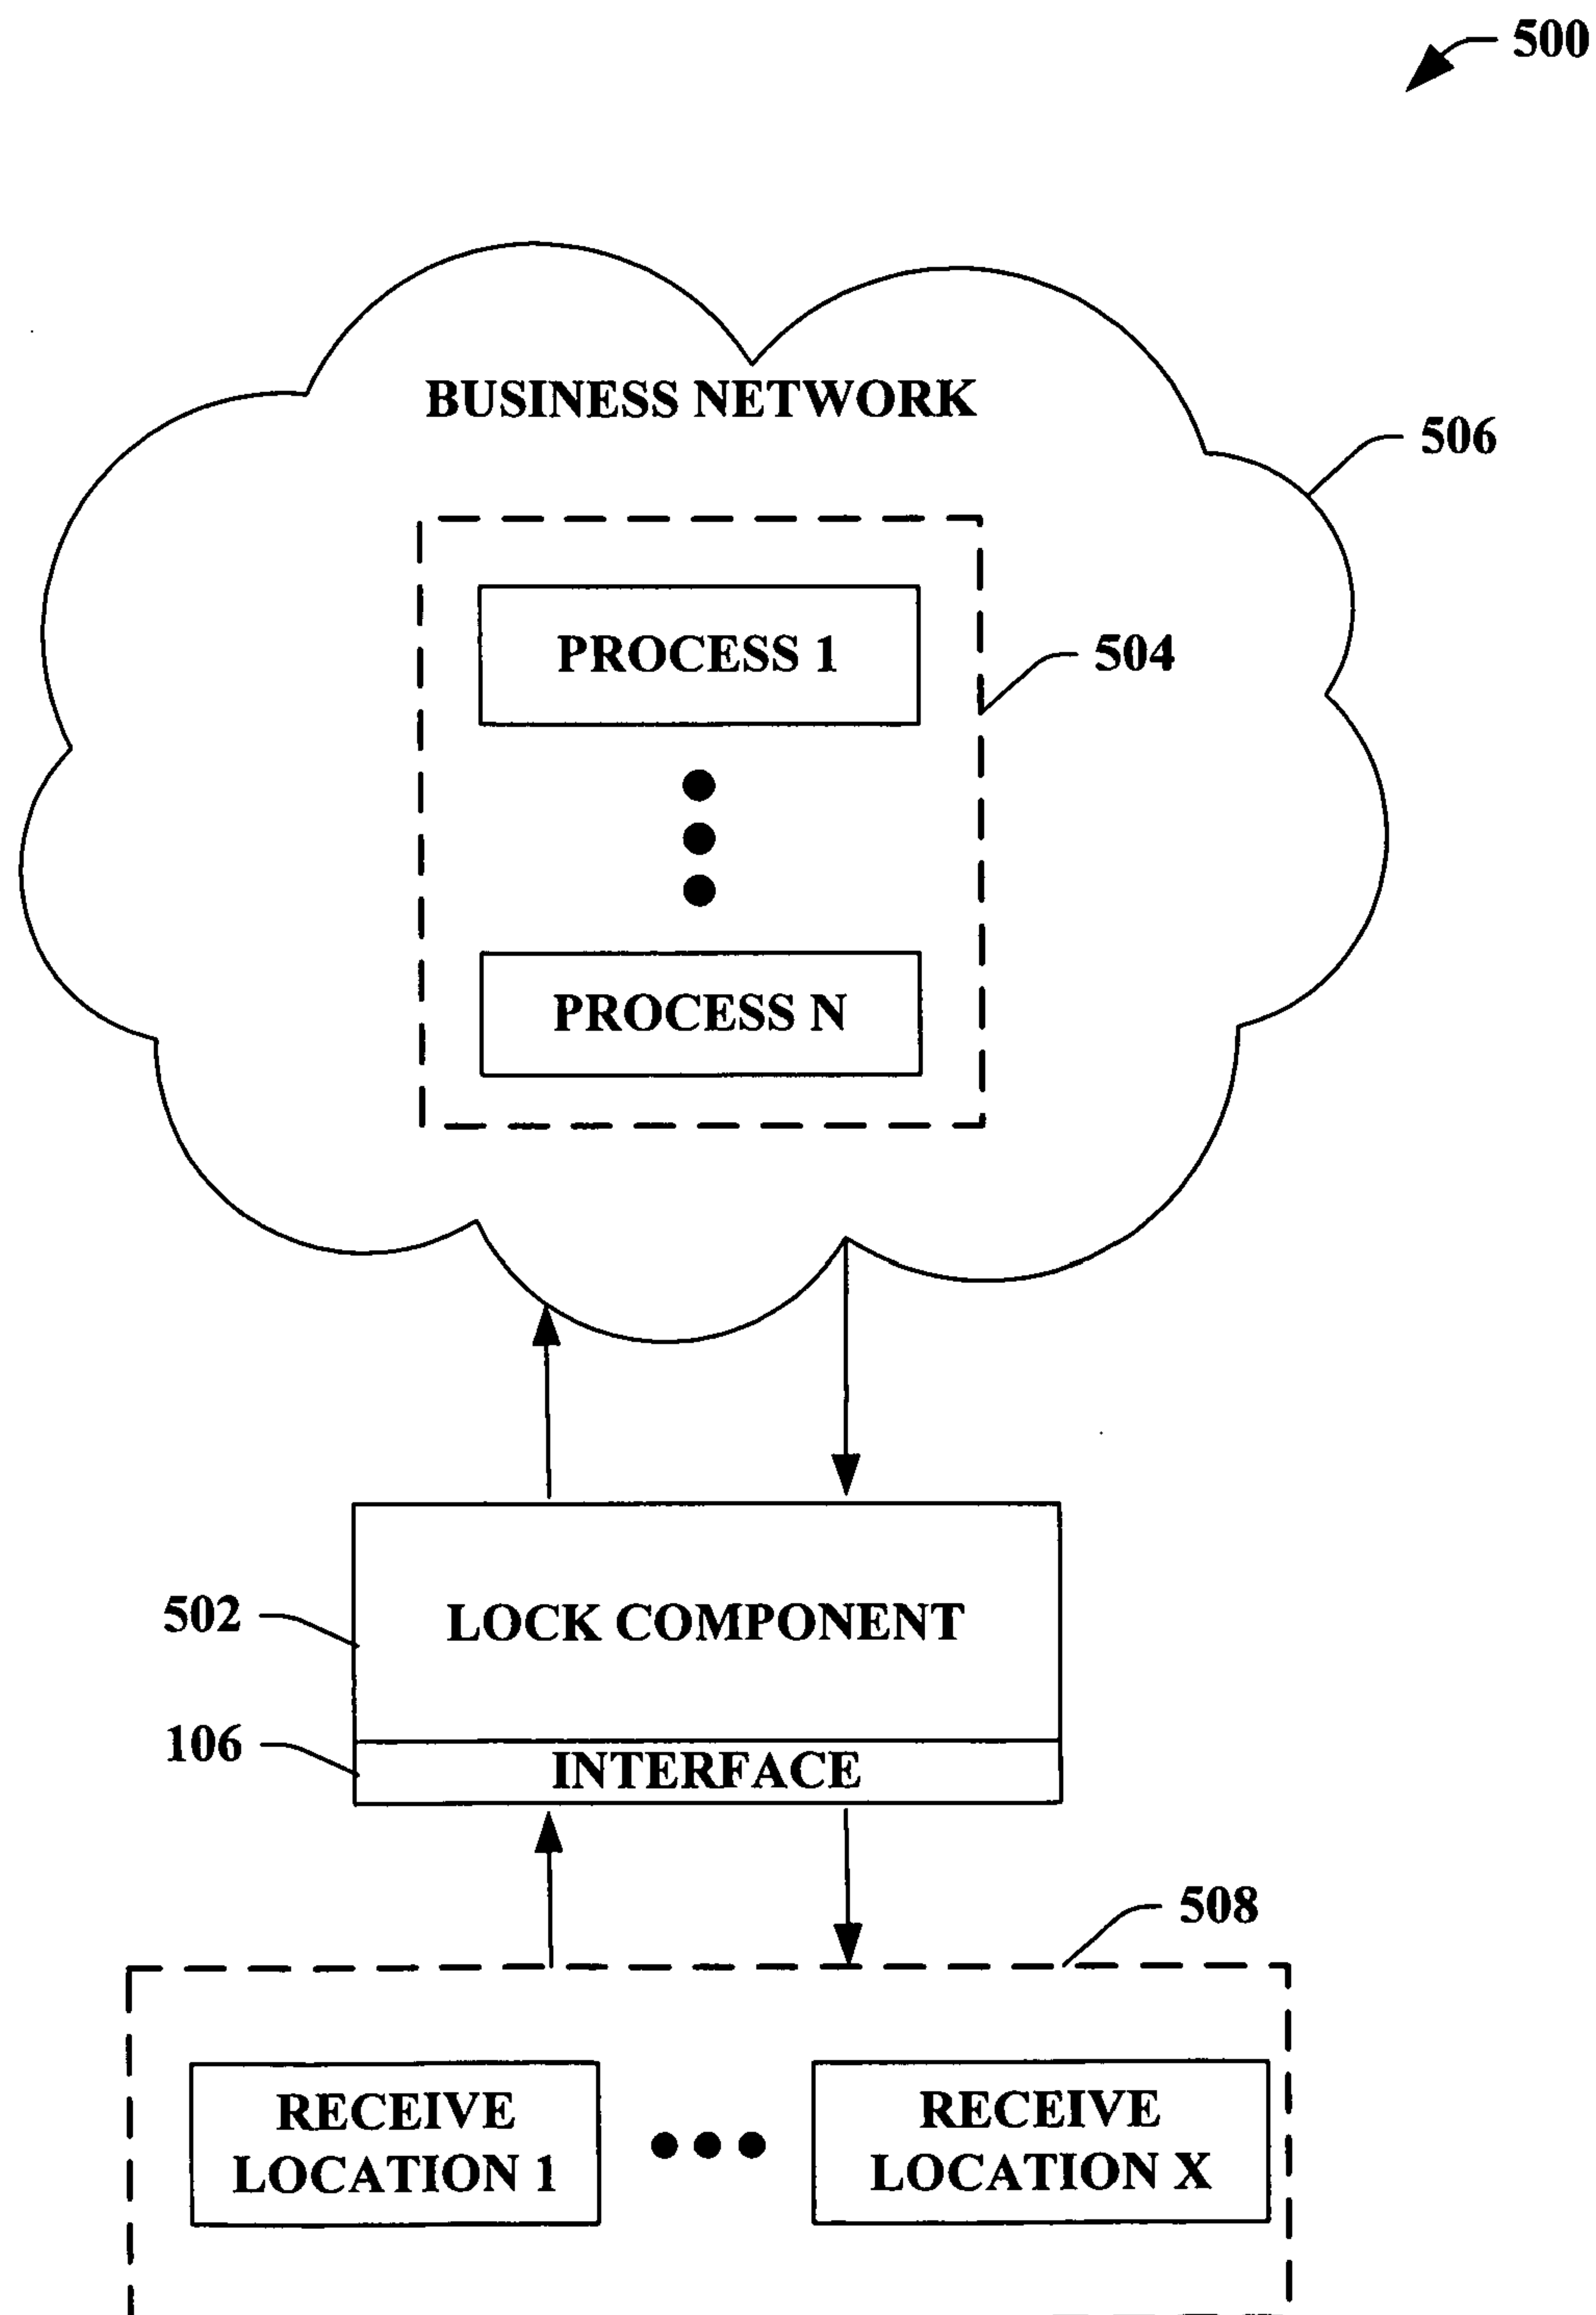 500
BUSINESS NETWORK
506
PROCESS 1
504
PROCESS N
502
LOCK COMPONENT
106
INTERFACE
508
RECEIVE
LOCATION 1
RECEIVE
LOCATION X